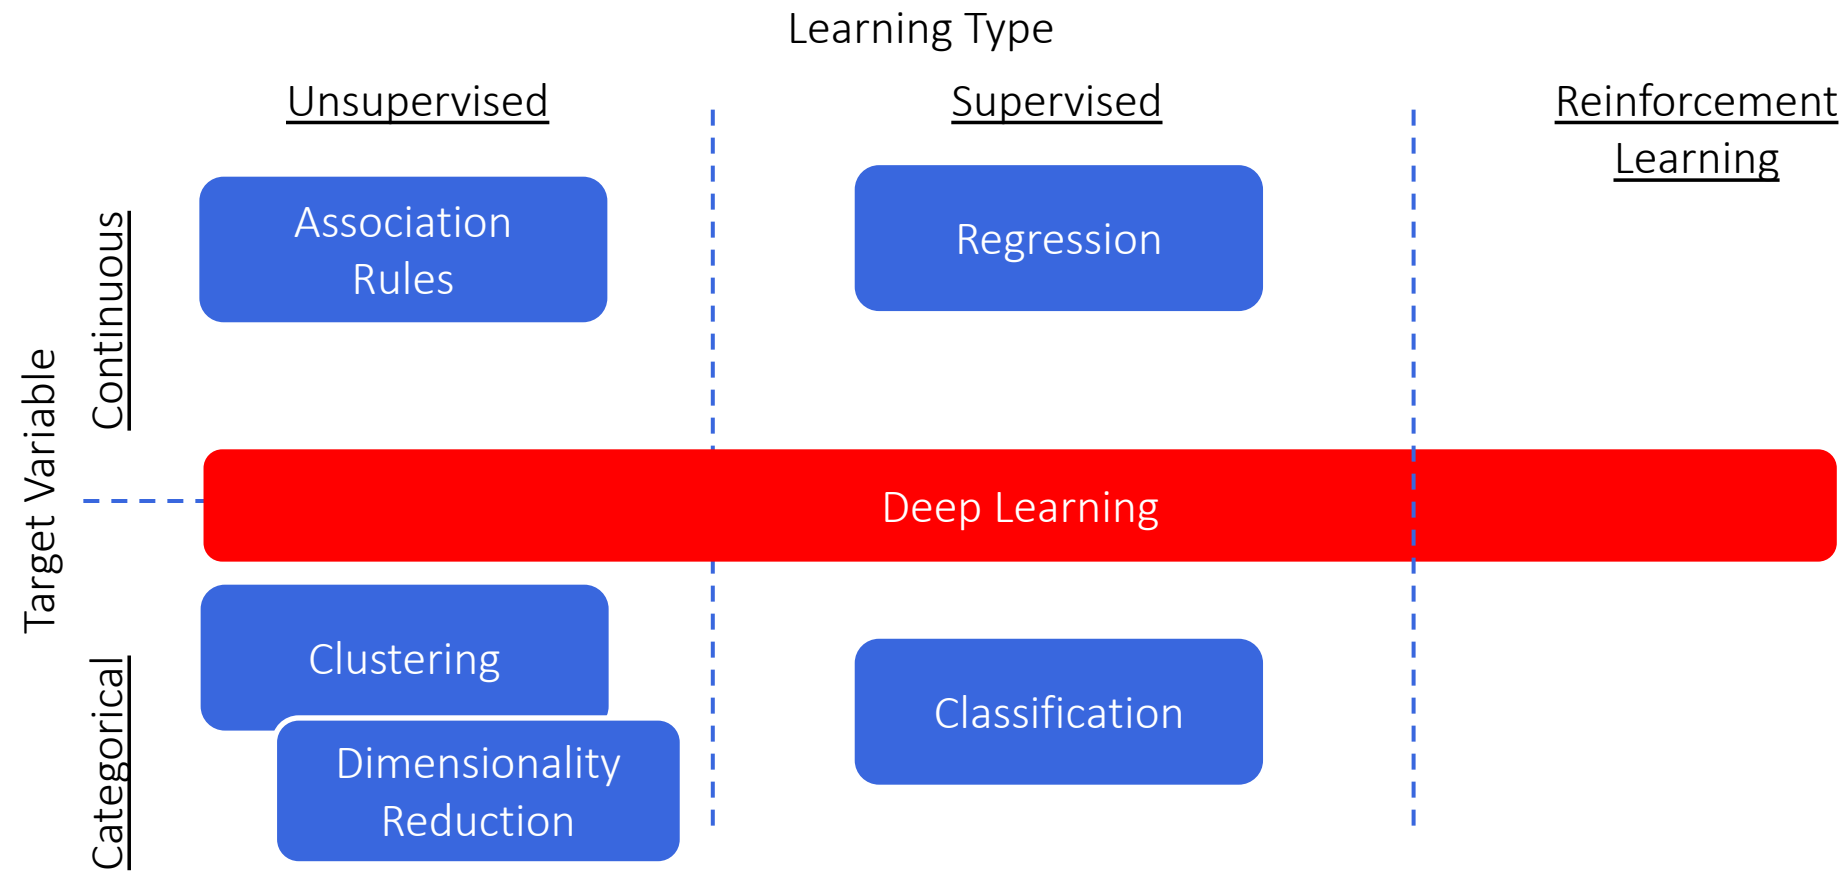 Learning Type
Unsupervised
Supervised
Reinforcement
Learning
Target Variable
Continuous
Association
Rules
Regression
Deep Learning
Categorical
Clustering
Dimensionality
Reduction
Classification